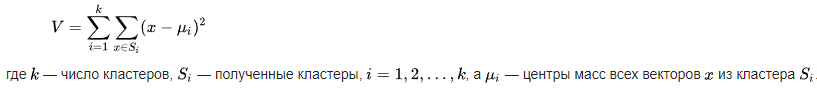 V = \sum_{i=1}^{k} \sum_{x \in S_i} (x - \mu_i)^2
где k — число кластеров, S_i — полученные кластеры, i = 1, 2, …, k, а μ_i — центры масс всех векторов x из кластера S_i.